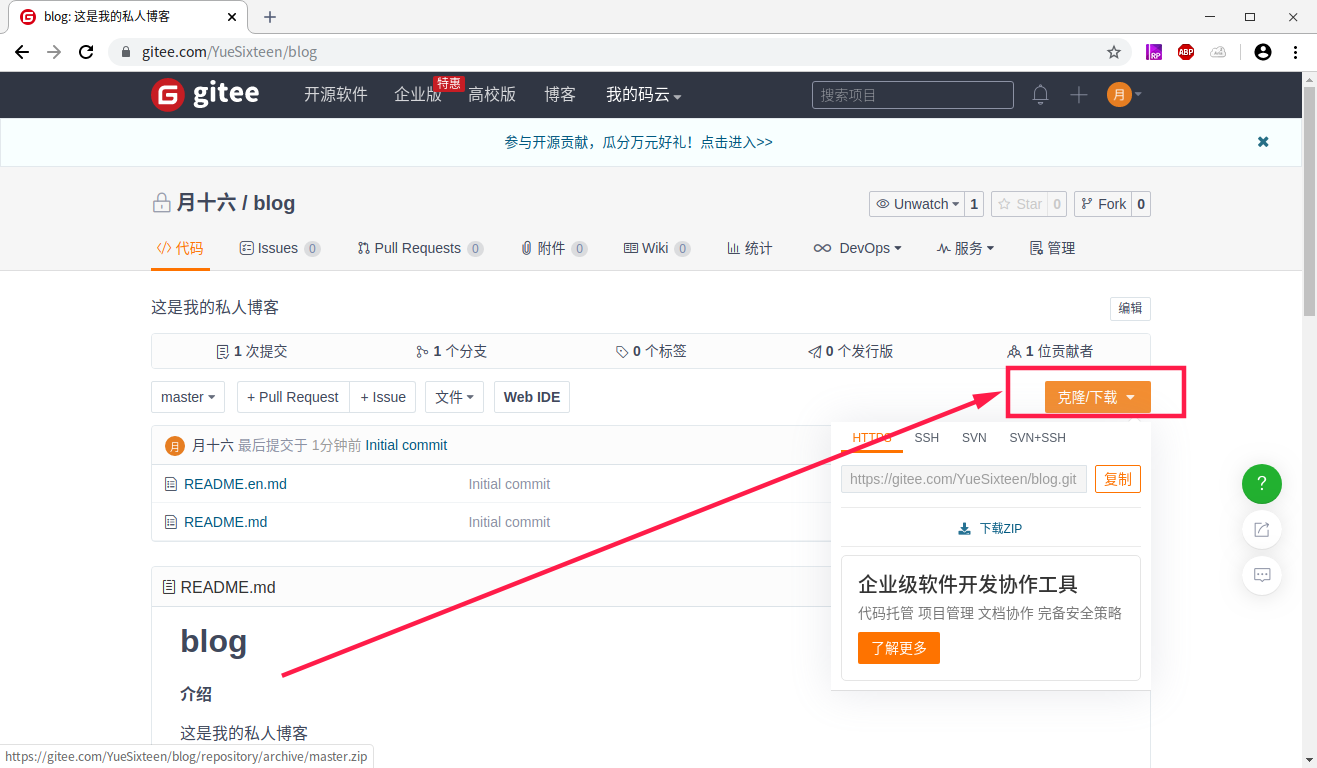 blog: 这是我的私人博客
gitee.com/YueSixteen/blog
RP
ABP
gitee 开源软件 企业版 特惠 高校版 博客 我的码云 搜索项目 月
参与开源贡献，瓜分万元好礼！点击进入>>
月十六 / blog Unwatch 1 Star 0 Fork 0
代码 Issues 0 Pull Requests 0 附件 0 Wiki 0 统计 DevOps 服务 管理
这是我的私人博客 编辑
1 次提交 1 个分支 0 个标签 0 个发行版 1 位贡献者
master + Pull Request + Issue 文件 Web IDE 克隆/下载
HTTPS SSH SVN SVN+SSH
月 月十六 最后提交于 1分钟前 Initial commit
https://gitee.com/YueSixteen/blog.git 复制
README.en.md Initial commit
README.md Initial commit
下载ZIP
企业级软件开发协作工具
代码托管 项目管理 文档协作 完备安全策略
了解更多
?
README.md
blog
介绍
这是我的私人博客
https://gitee.com/YueSixteen/blog/repository/archive/master.zip